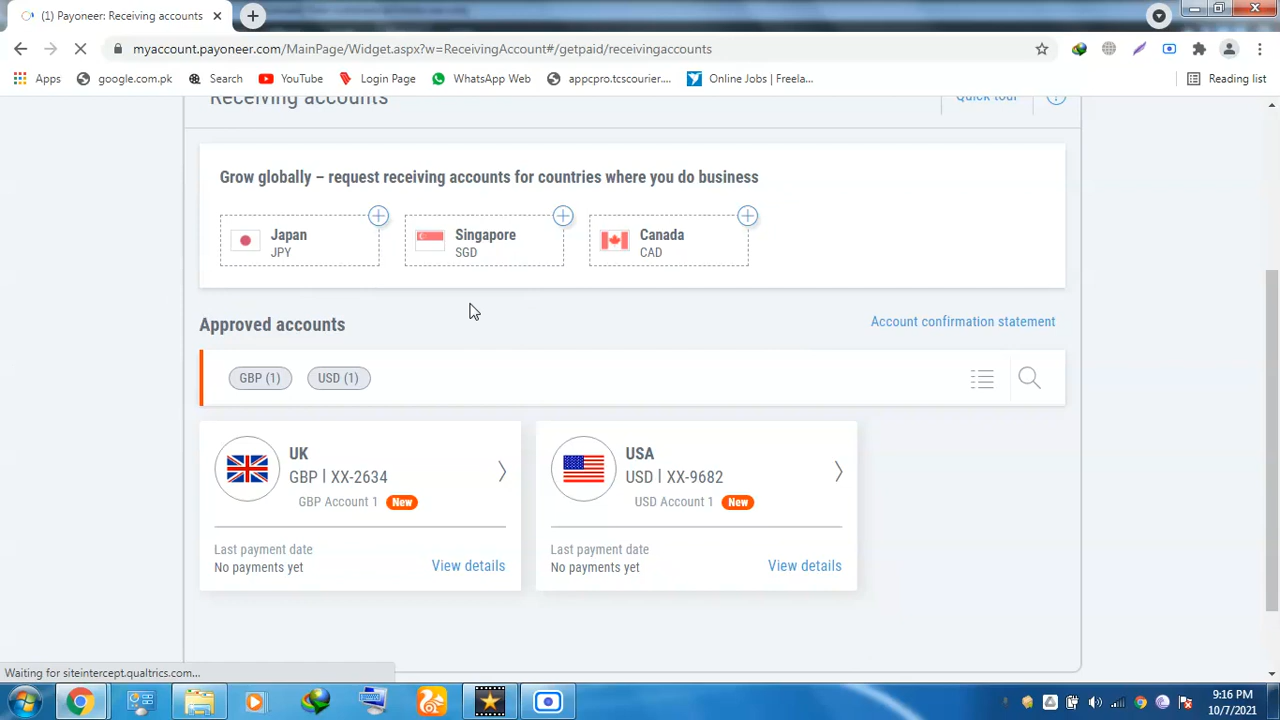 (1) Payoneer: Receiving accounts
myaccount.payoneer.com/MainPage/Widget.aspx?w=ReceivingAccount#/getpaid/receivingaccounts
Apps google.com.pk Search YouTube Login Page WhatsApp Web appcpro.tcscourier.... Online Jobs | Freela... Reading list
Receiving accounts Quick tour
Grow globally – request receiving accounts for countries where you do business
Japan Singapore Canada
JPY SGD CAD
Approved accounts Account confirmation statement
GBP (1) USD (1)
UK USA
GBP | XX-2634 USD | XX-9682
GBP Account 1 New USD Account 1 New
Last payment date Last payment date
No payments yet View details No payments yet View details
Waiting for siteintercept.qualtrics.com...
9:16 PM
10/7/2021